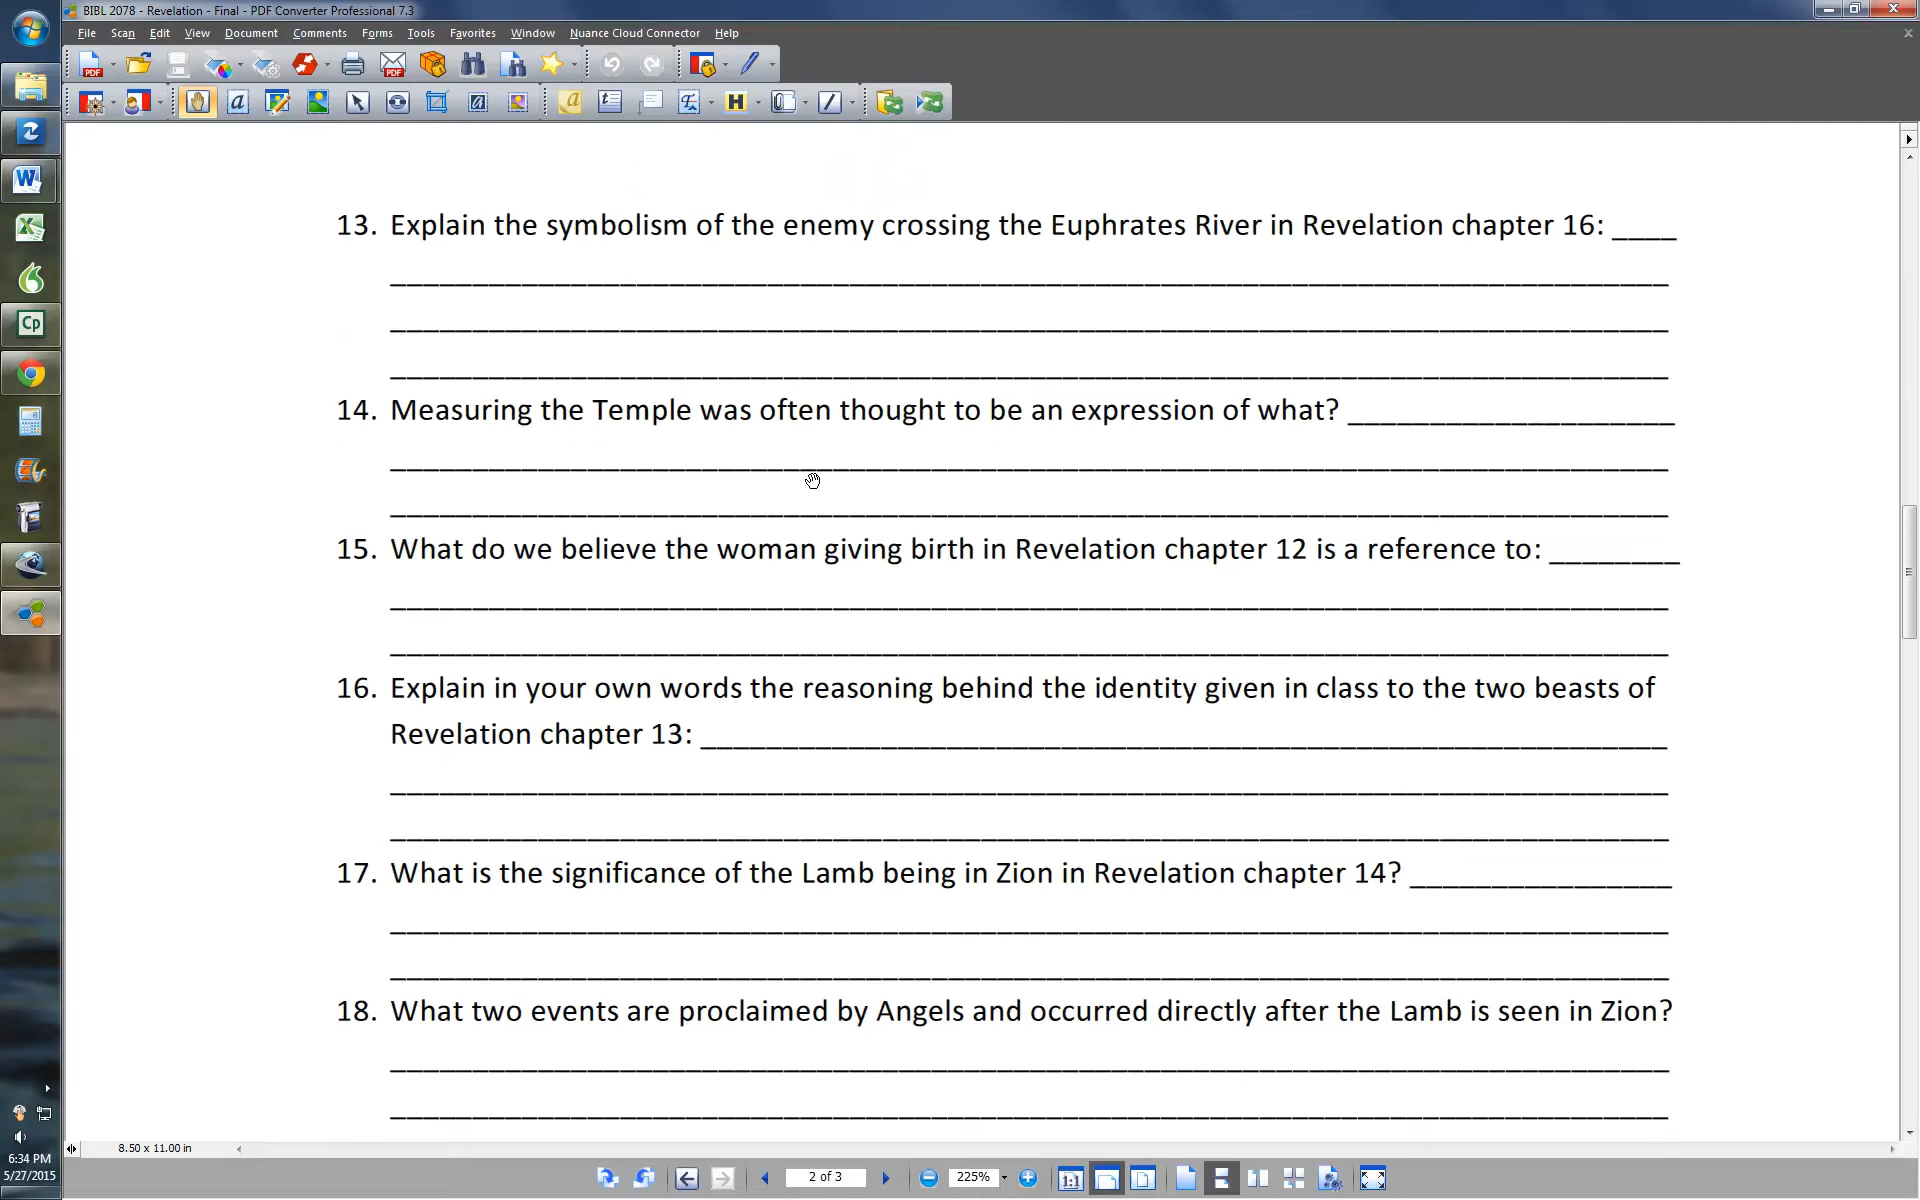 BIBL 2078 - Revelation - Final - PDF Converter Professional 7.3
File Scan Edit View Document Comments Forms Tools Favorites Window Nuance Cloud Connector Help
13. Explain the symbolism of the enemy crossing the Euphrates River in Revelation chapter 16: ____
14. Measuring the Temple was often thought to be an expression of what? ____________________
15. What do we believe the woman giving birth in Revelation chapter 12 is a reference to: ________
16. Explain in your own words the reasoning behind the identity given in class to the two beasts of
Revelation chapter 13: ____________________
17. What is the significance of the Lamb being in Zion in Revelation chapter 14? ________________
18. What two events are proclaimed by Angels and occurred directly after the Lamb is seen in Zion?
8.50 x 11.00 in
6:34 PM
5/27/2015
2 of 3
225%